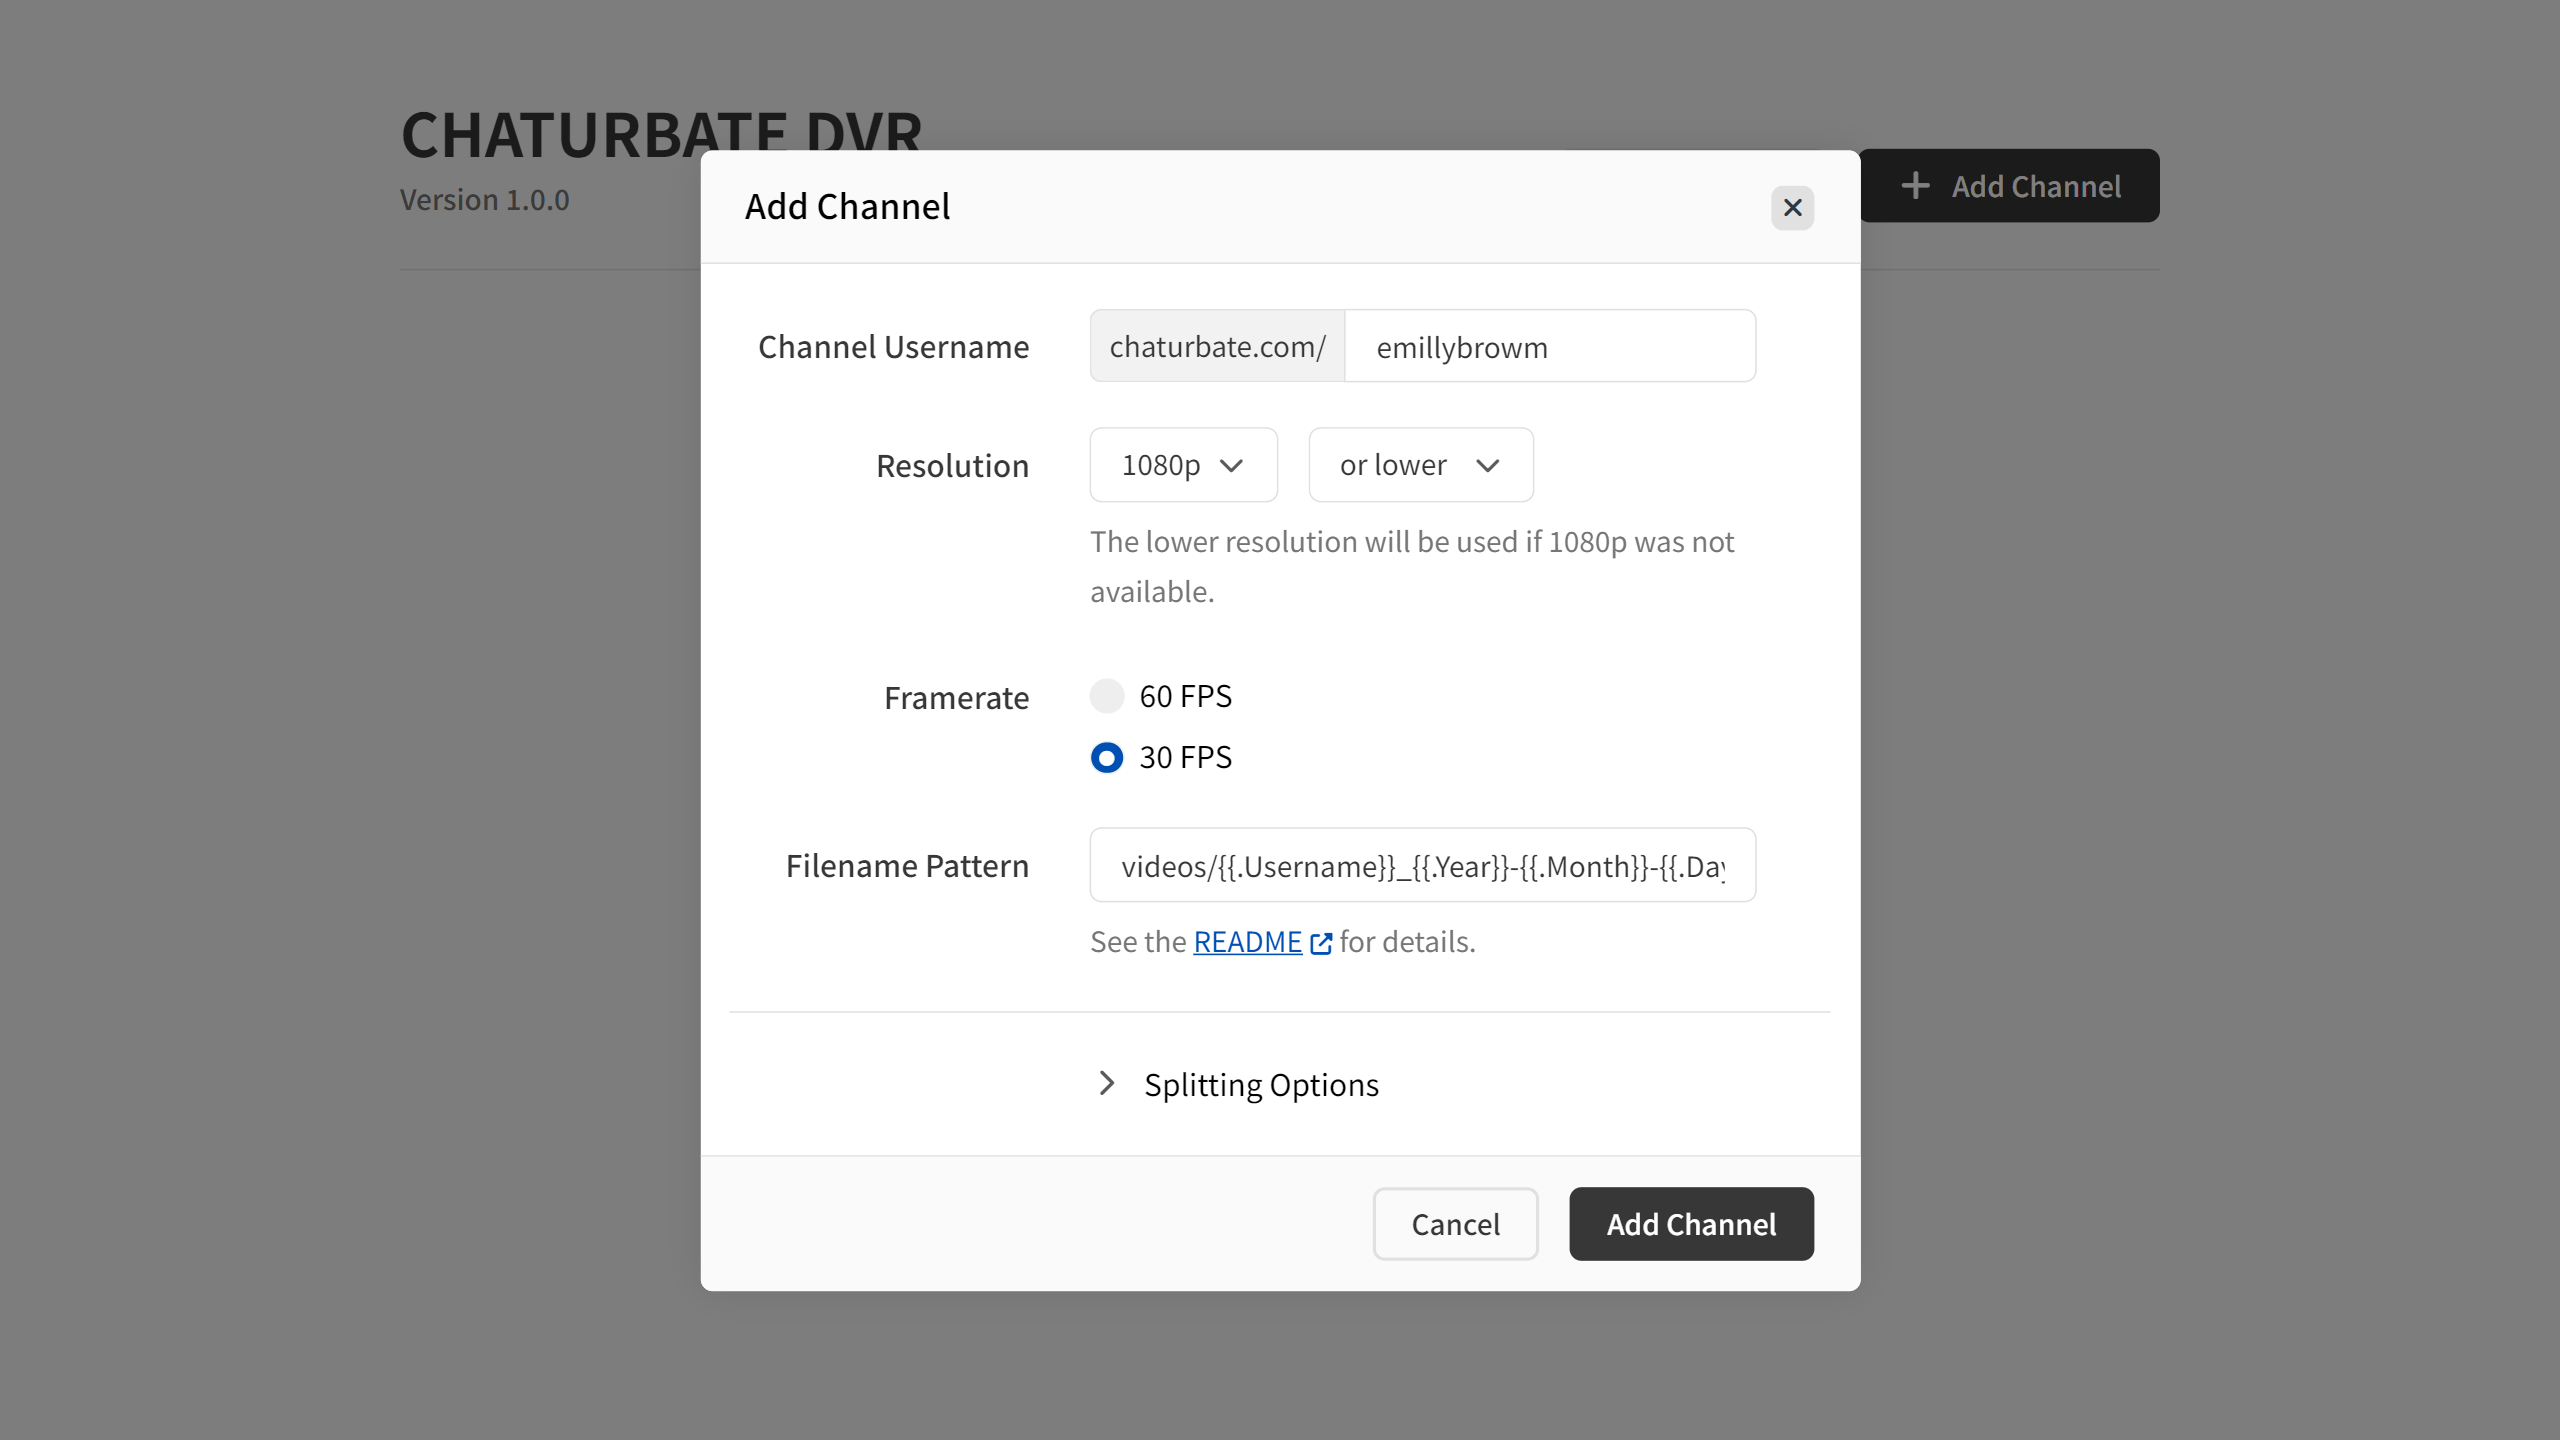 CHATURBATE DVR
Version 1.0.0
Add Channel
Add Channel
Channel Username
chaturbate.com/
emillybrowm
Resolution
1080p
or lower
The lower resolution will be used if 1080p was not
available.
Framerate
60 FPS
30 FPS
Filename Pattern
videos/{{.Username}}_{{.Year}}-{{.Month}}-{{.Day
See the README for details.
Splitting Options
Cancel
Add Channel